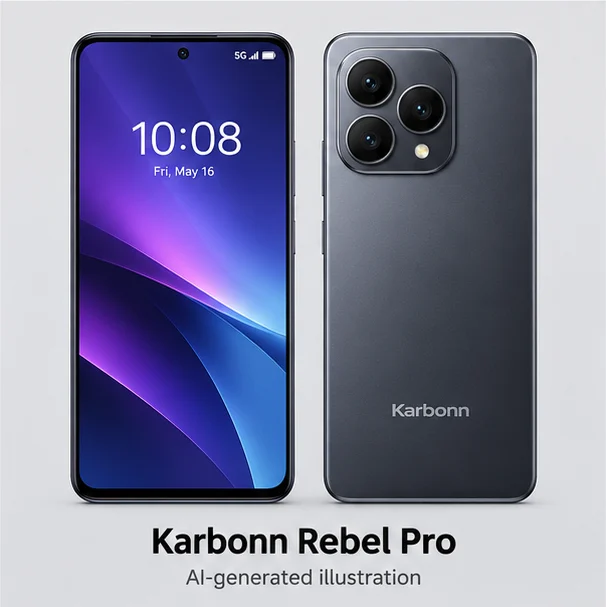 5G
10:08
Fri, May 16
Karbonn
Karbonn Rebel Pro
AI-generated illustration